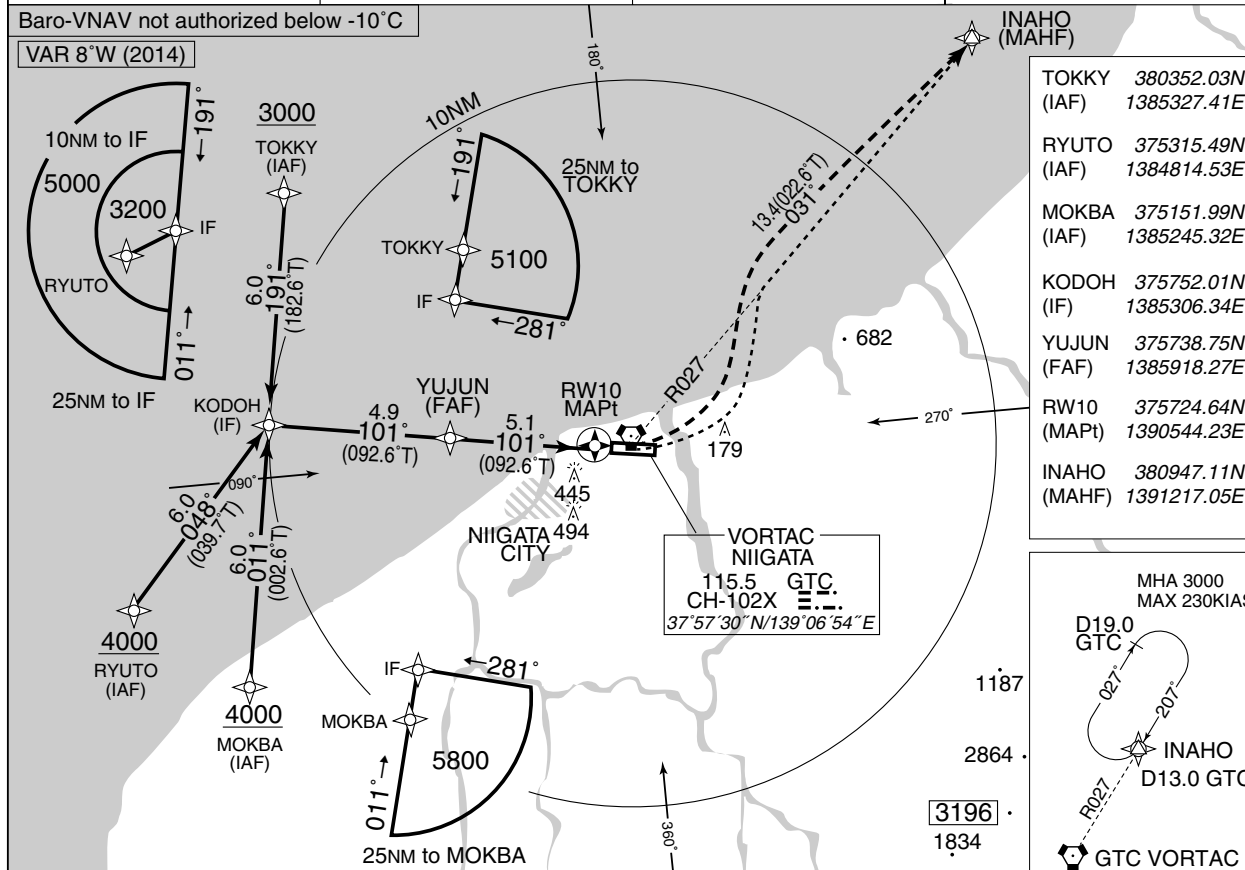 Baro-VNAV not authorized below -10˚C
VAR 8˚W (2014)
10NM to IF
5000
3200
IF
RYUTO
191˚
011˚
25NM to IF
3000
TOKKY
(IAF)
6.0
191˚
(182.6˚T)
10NM
191˚
25NM to
TOKKY
TOKKY
5100
IF
281˚
180˚
INAHO
(MAHF)
13.4(022.6˚T)
031˚
682
R027
270˚
KODOH
(IF)
4.9
101˚
(092.6˚T)
YUJUN
(FAF)
5.1
101˚
(092.6˚T)
RW10
MAPt
179
445
494
NIIGATA
CITY
090˚
6.0
048˚
(039.7˚T)
6.0
011˚
(002.6˚T)
4000
RYUTO
(IAF)
4000
MOKBA
(IAF)
VORTAC
NIIGATA
115.5 GTC
CH-102X
37˚57´30˝N/139˚06´54˝E
IF
281˚
MOKBA
5800
011˚
25NM to MOKBA
360˚
1187
2864
3196
1834
TOKKY 380352.03N
(IAF) 1385327.41E
RYUTO 375315.49N
(IAF) 1384814.53E
MOKBA 375151.99N
(IAF) 1385245.32E
KODOH 375752.01N
(IF) 1385306.34E
YUJUN 375738.75N
(FAF) 1385918.27E
RW10 375724.64N
(MAPt) 1390544.23E
INAHO 380947.11N
(MAHF) 1391217.05E
MHA 3000
MAX 230KIAS
D19.0
GTC
027˚
207˚
INAHO
D13.0 GTC
R027
GTC VORTAC